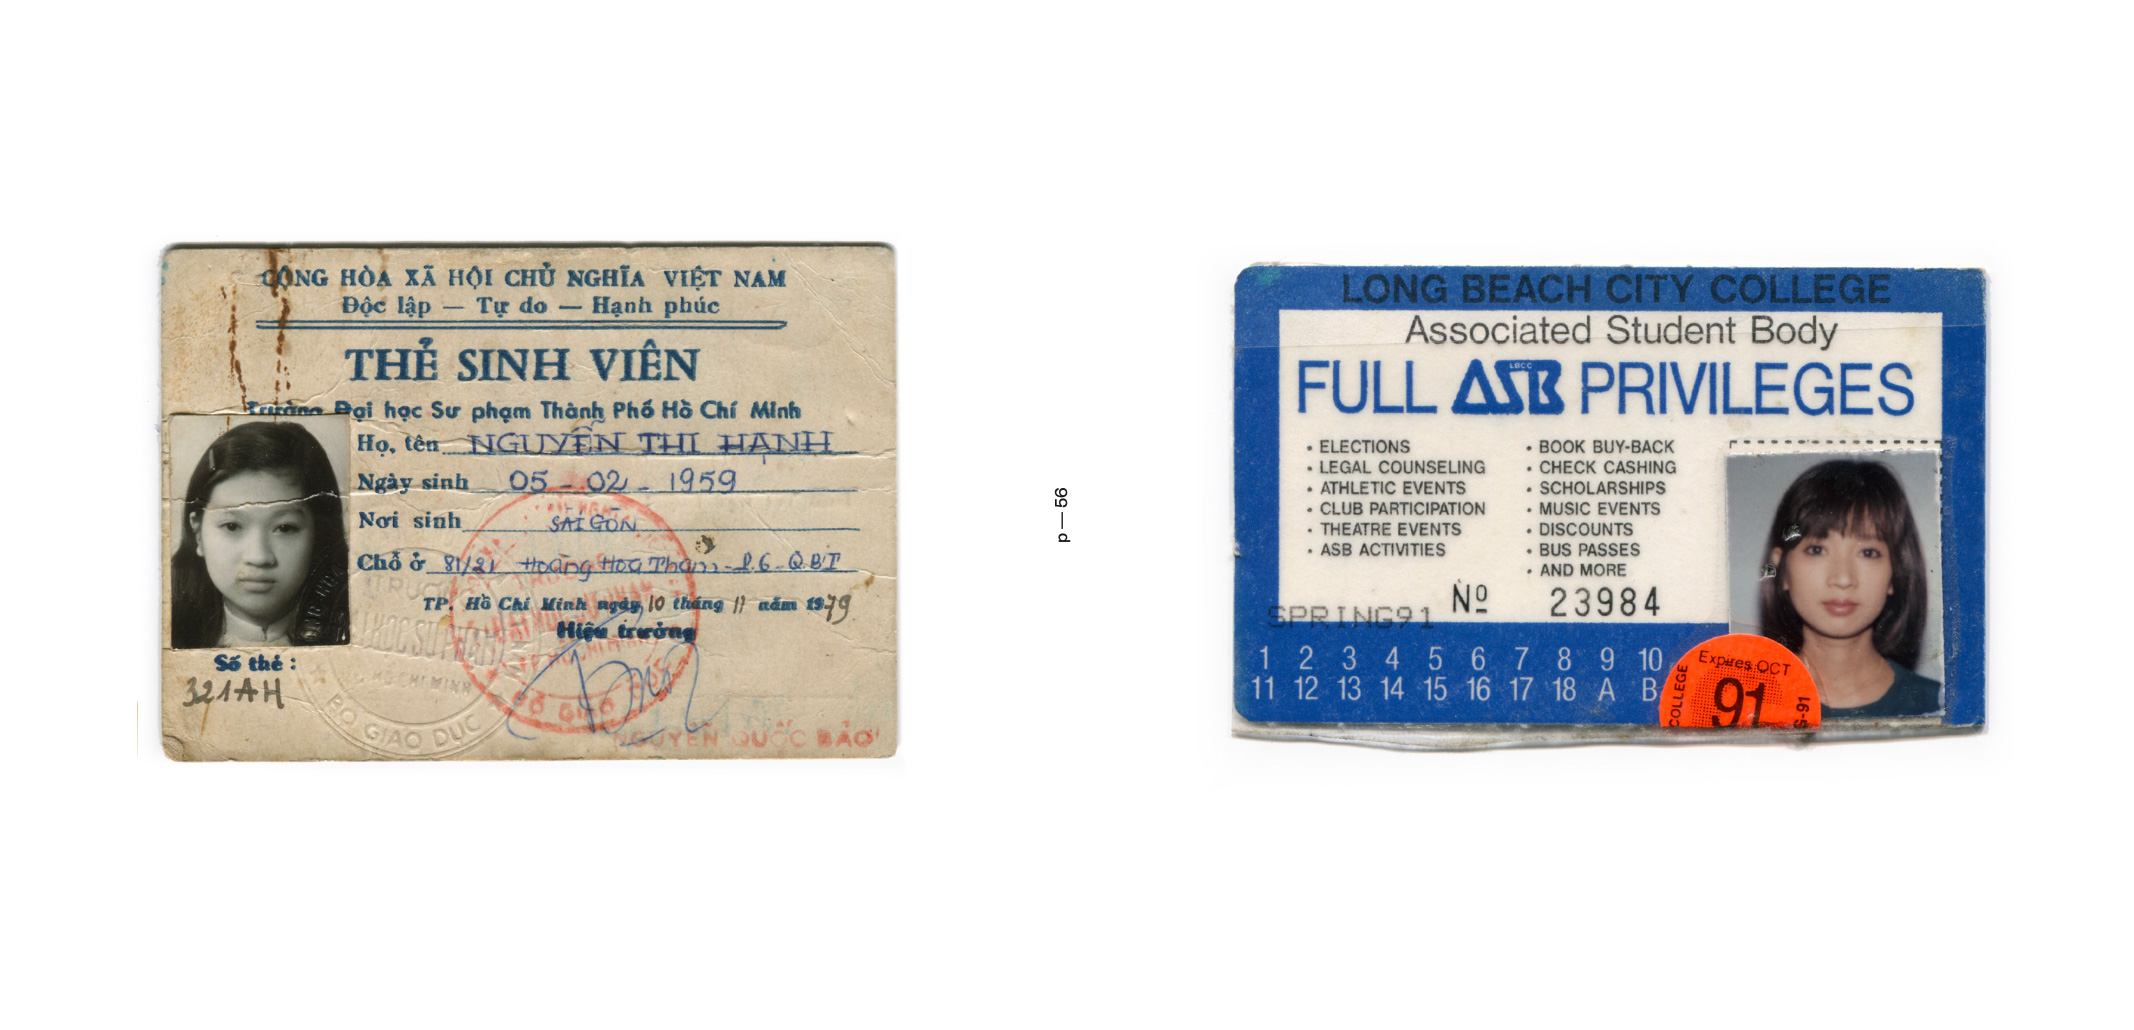 CỘNG HÒA XÃ HỘI CHỦ NGHĨA VIỆT NAM
Độc lập — Tự do — Hạnh phúc
THẺ SINH VIÊN
Trường Đại học Sư phạm Thành Phố Hồ Chí Minh
Họ, tên NGUYỄN THỊ HẠNH
Ngày sinh 05 - 02 - 1959
Nơi sinh SÀI GÒN
Chỗ ở 81/21 Hoàng Hoa Thám - P.6 - Q.BT
TP. Hồ Chí Minh ngày 10 tháng 11 năm 1979
Hiệu trưởng
Số thẻ :
321AH
BỘ GIÁO DỤC
NGUYỄN QUỐC BẢO
p — 56
LONG BEACH CITY COLLEGE
Associated Student Body
FULL LBCC ASB PRIVILEGES
• ELECTIONS
• LEGAL COUNSELING
• ATHLETIC EVENTS
• CLUB PARTICIPATION
• THEATRE EVENTS
• ASB ACTIVITIES
• BOOK BUY-BACK
• CHECK CASHING
• SCHOLARSHIPS
• MUSIC EVENTS
• DISCOUNTS
• BUS PASSES
• AND MORE
SPRING91
Nº 23984
1 2 3 4 5 6 7 8 9 10
11 12 13 14 15 16 17 18 A B
Expires OCT
91
COLLEGE